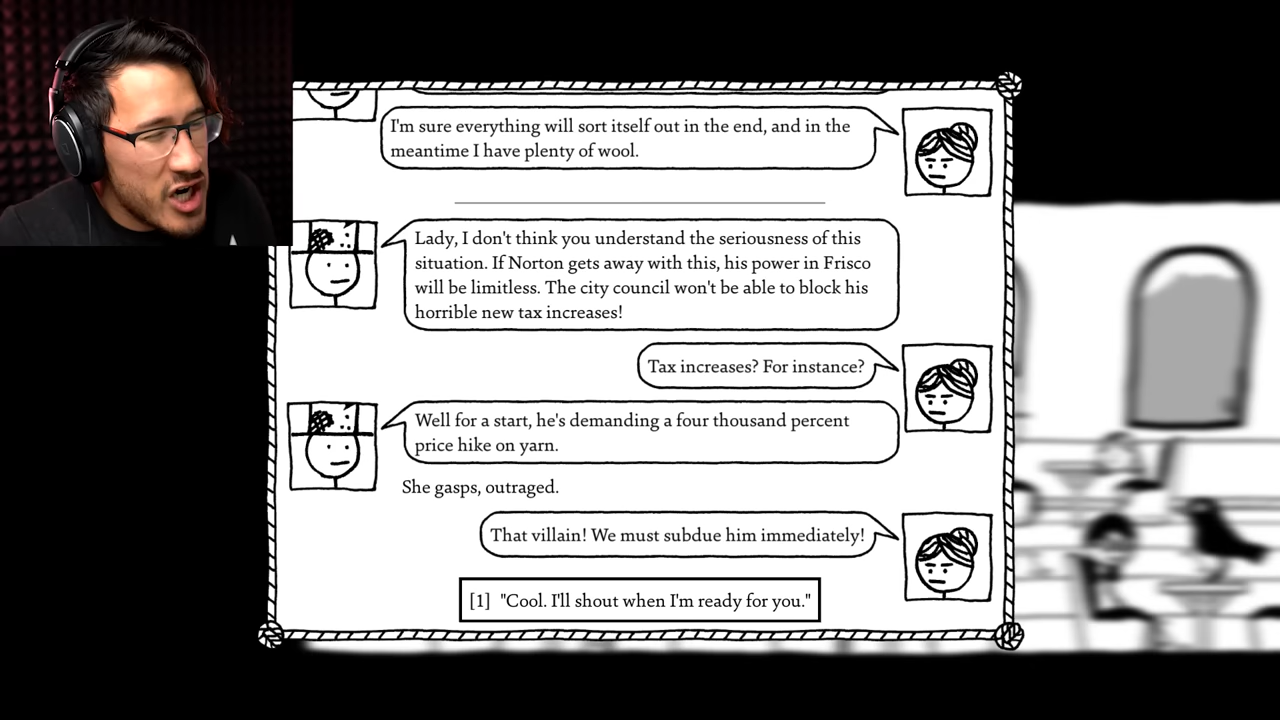 I'm sure everything will sort itself out in the end, and in the
meantime I have plenty of wool.
Lady, I don't think you understand the seriousness of this
situation. If Norton gets away with this, his power in Frisco
will be limitless. The city council won't be able to block his
horrible new tax increases!
Tax increases? For instance?
Well for a start, he's demanding a four thousand percent
price hike on yarn.
She gasps, outraged.
That villain! We must subdue him immediately!
[1] "Cool. I'll shout when I'm ready for you."